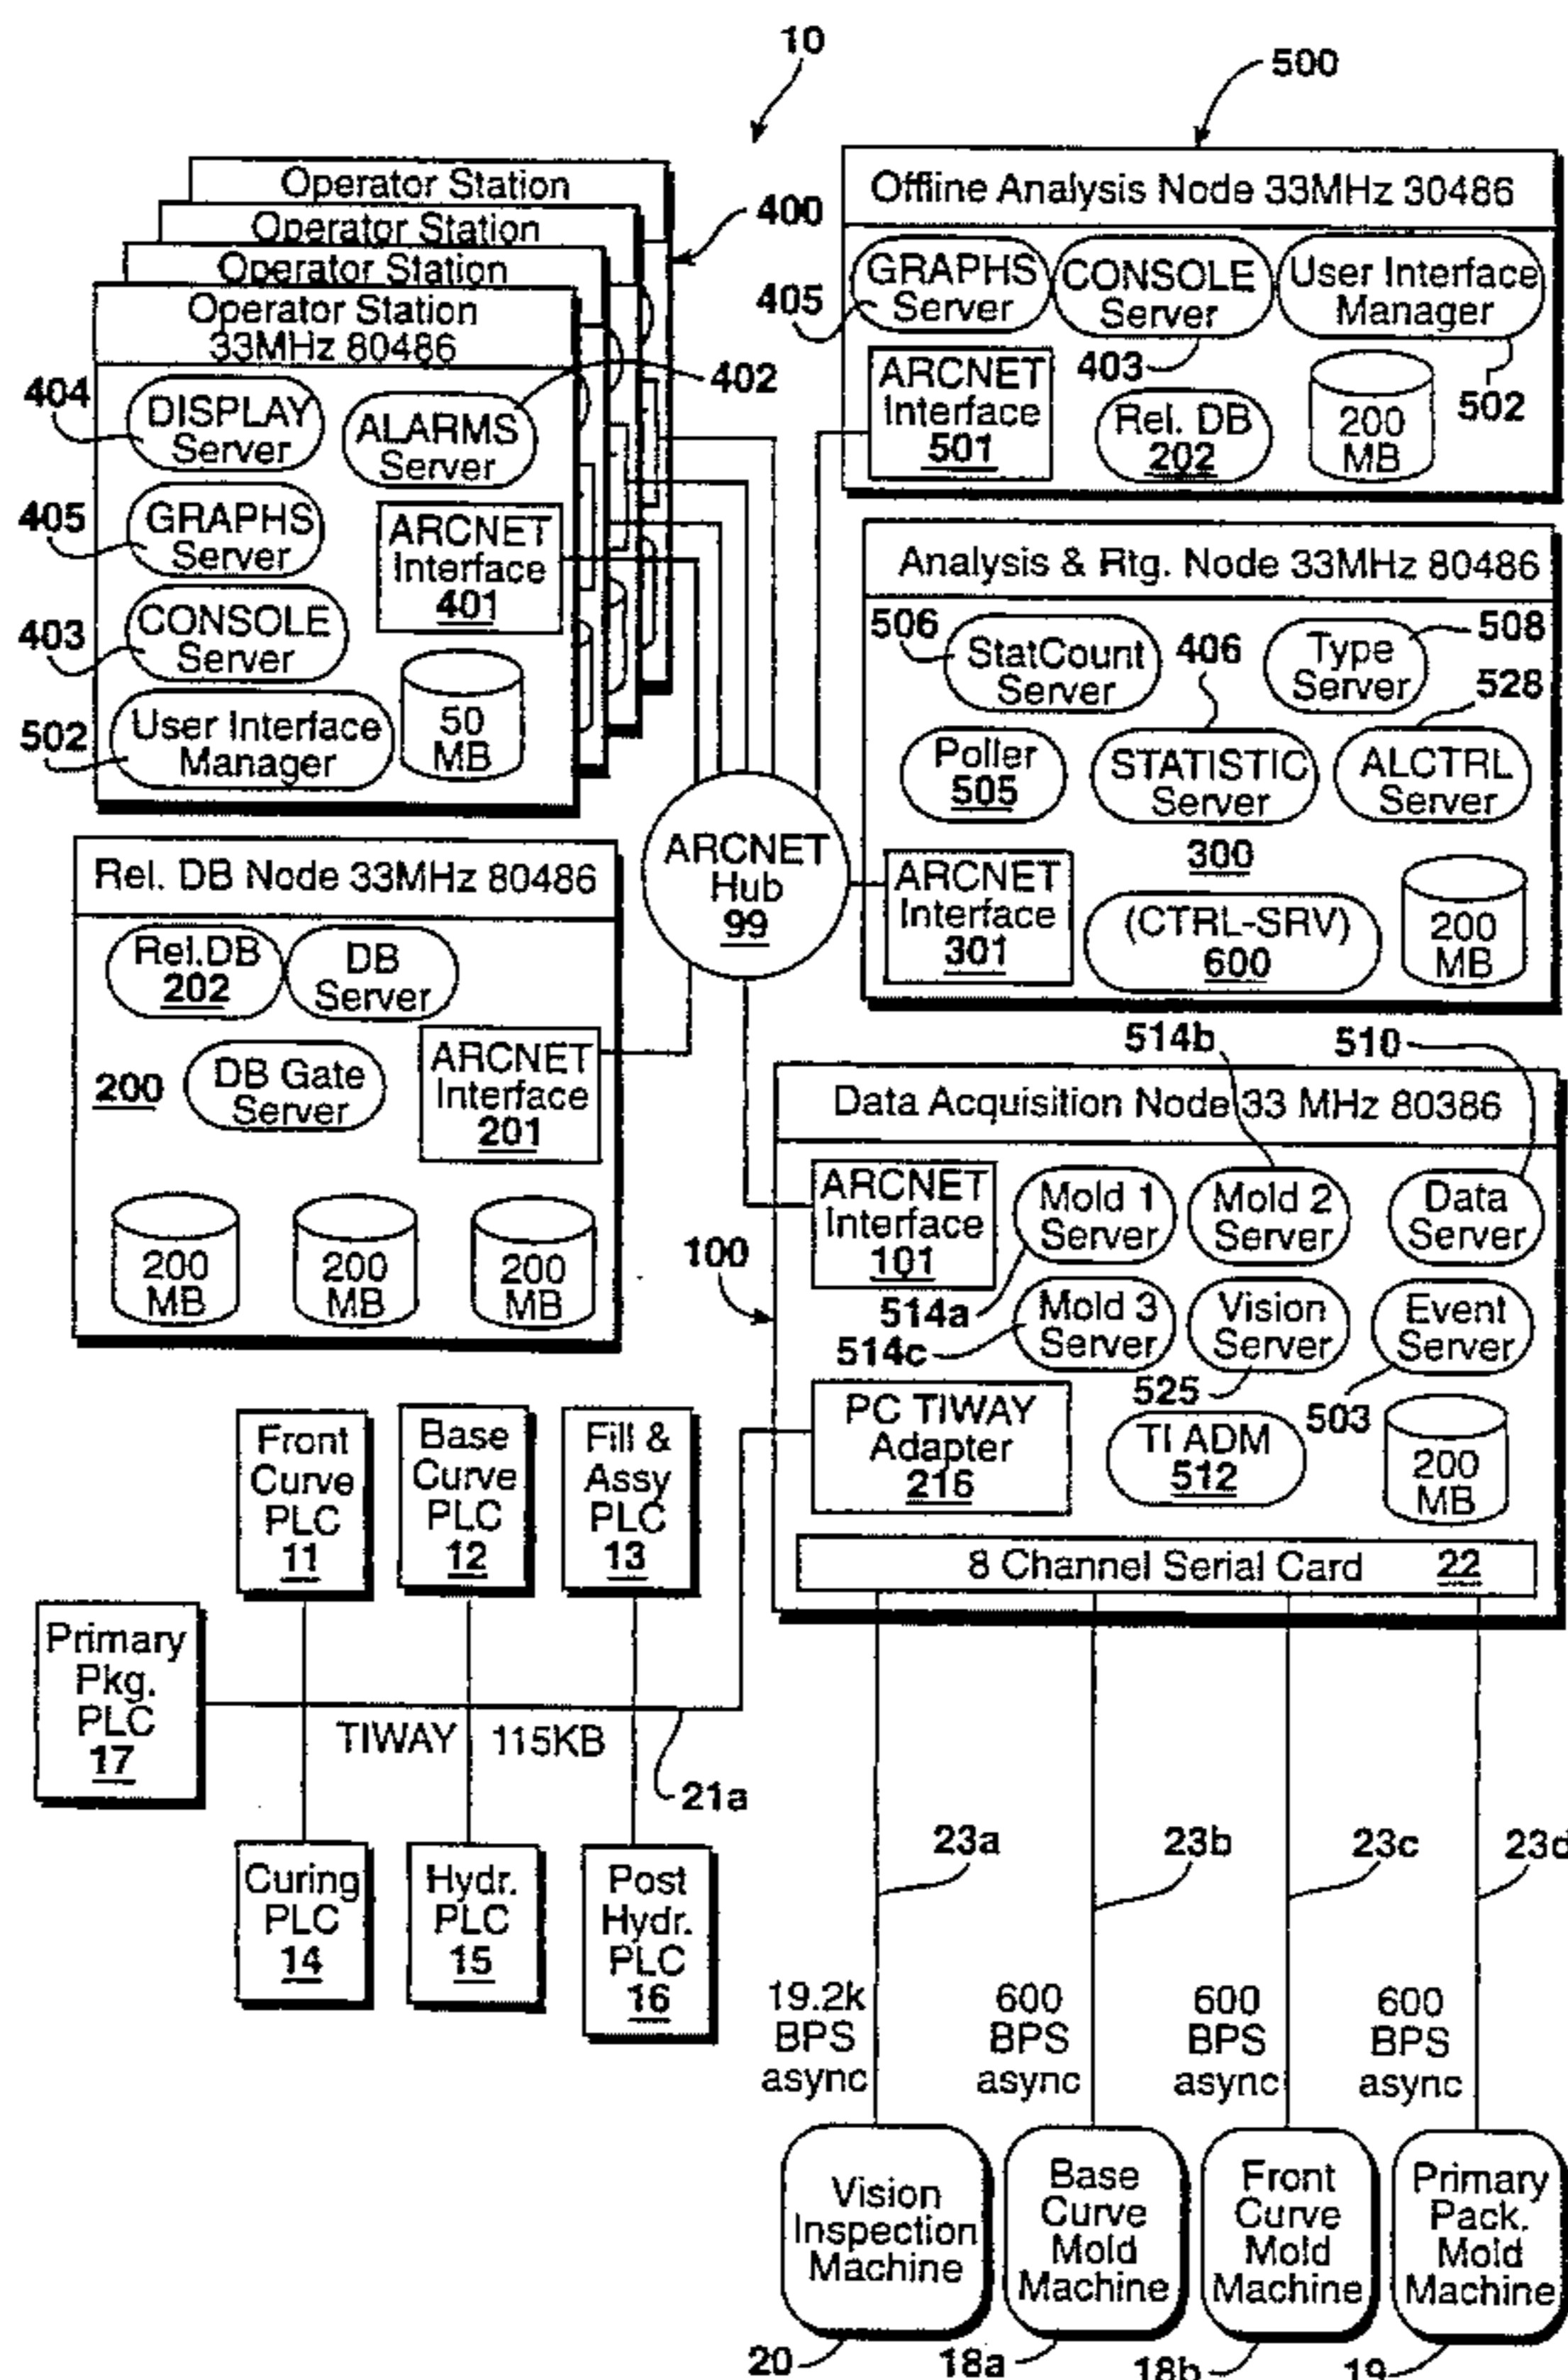 10
500
Operator Station
Operator Station
Operator Station
Operator Station
33MHz 80486
400
404
DISPLAY
Server
ALARMS
Server
402
405
GRAPHS
Server
ARCNET
Interface
401
403
CONSOLE
Server
502
User Interface
Manager
50
MB
Offline Analysis Node 33MHz 30486
405
GRAPHS
Server
CONSOLE
Server
403
User Interface
Manager
502
ARCNET
Interface
501
Rel. DB
202
200
MB
Analysis & Rtg. Node 33MHz 80486
506
StatCount
Server
406
Type
Server
508
528
Poller
505
STATISTIC
Server
ALCTRL
Server
300
ARCNET
Interface
301
(CTRL-SRV)
600
200
MB
ARCNET
Hub
99
Rel. DB Node 33MHz 80486
Rel.DB
202
DB
Server
200
DB Gate
Server
ARCNET
Interface
201
200
MB
200
MB
200
MB
514b
510
Data Acquisition Node 33 MHz 80386
100
ARCNET
Interface
101
Mold 1
Server
Mold 2
Server
Data
Server
514a
514c
Mold 3
Server
Vision
Server
Event
Server
525
503
PC TIWAY
Adapter
216
TI ADM
512
200
MB
8 Channel Serial Card 22
Front
Curve
PLC
11
Base
Curve
PLC
12
Fill &
Assy
PLC
13
Primary
Pkg.
PLC
17
TIWAY 115KB
21a
Curing
PLC
14
Hydr.
PLC
15
Post
Hydr.
PLC
16
23a
23b
23c
23d
19.2k
BPS
async
600
BPS
async
600
BPS
async
600
BPS
async
Vision
Inspection
Machine
Base
Curve
Mold
Machine
Front
Curve
Mold
Machine
Primary
Pack.
Mold
Machine
20
18a
18b
19